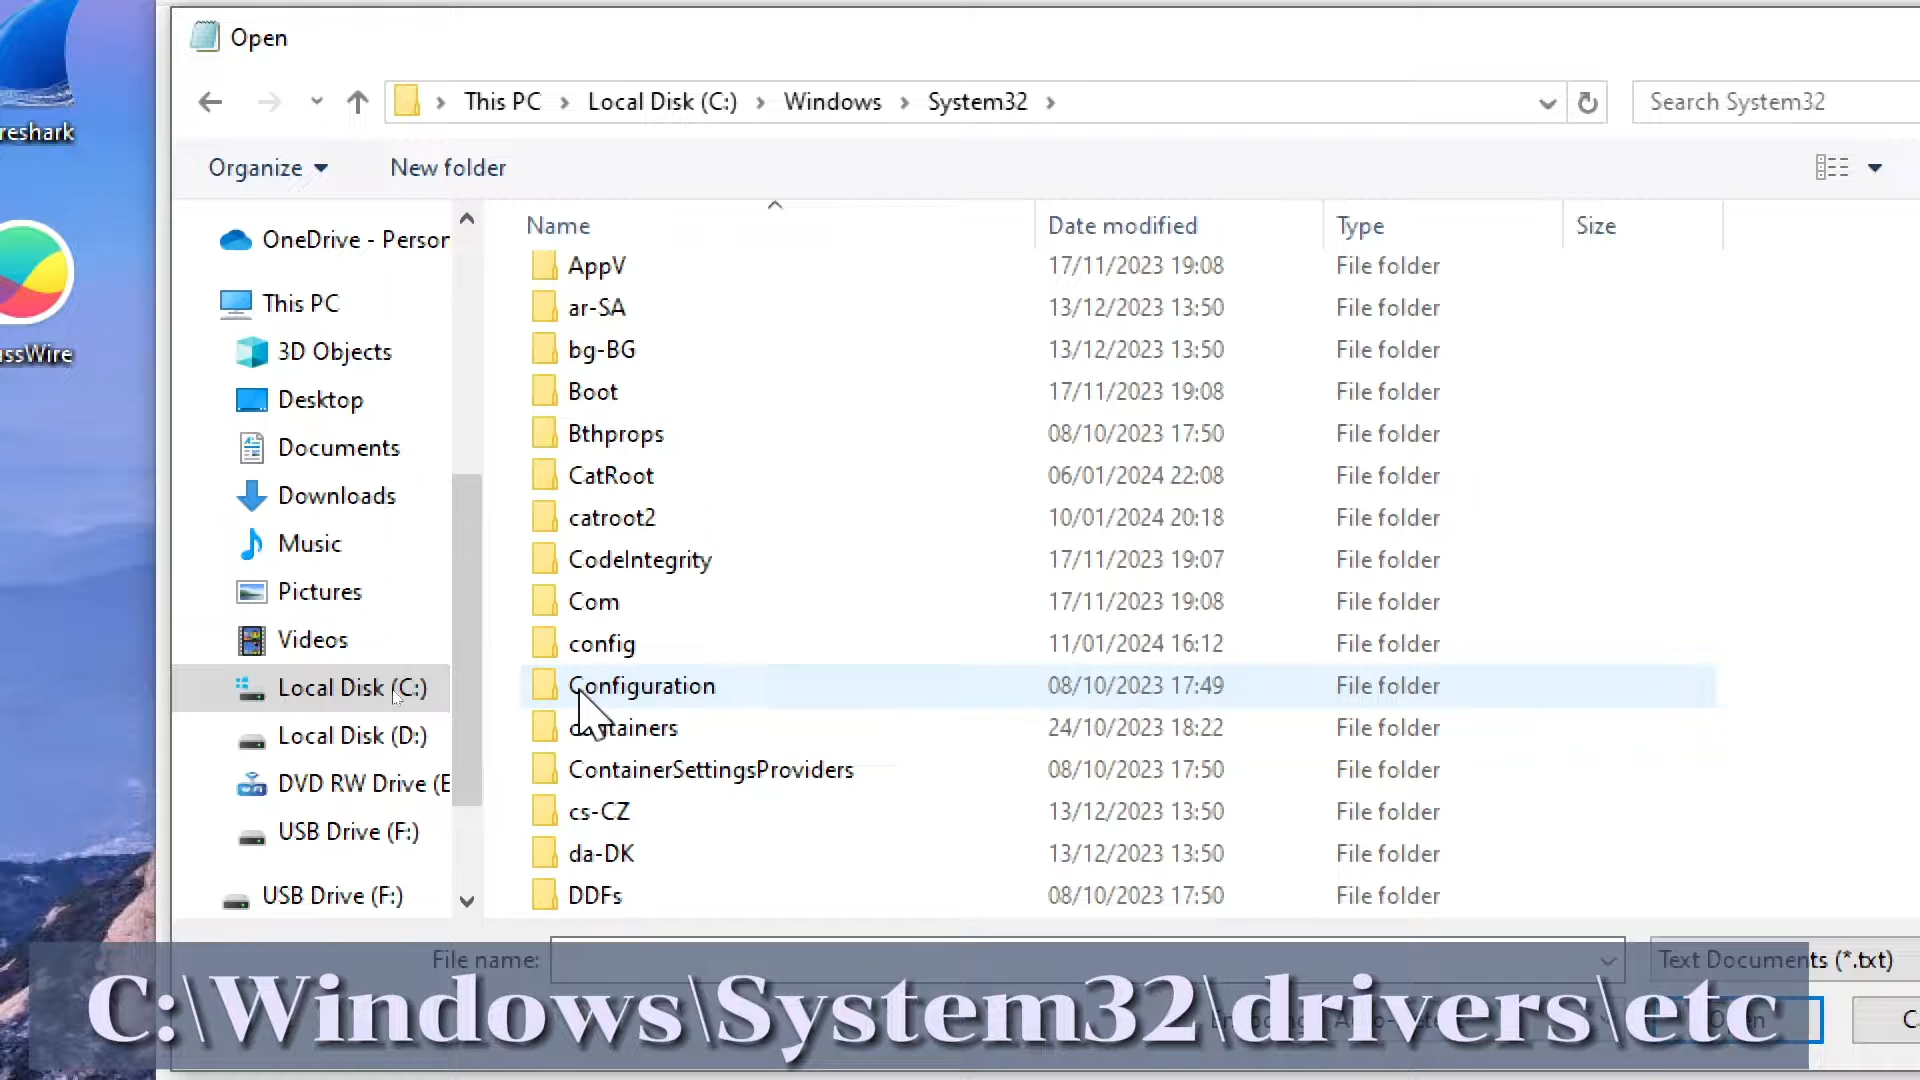 Open
This PC > Local Disk (C:) > Windows > System32 >
Search System32
reshark
Organize
New folder
Name
Date modified
Type
Size
OneDrive - Person
This PC
3D Objects
Desktop
Documents
Downloads
Music
Pictures
Videos
Local Disk (C:)
Local Disk (D:)
DVD RW Drive (E
USB Drive (F:)
USB Drive (F:)
ssWire
AppV 17/11/2023 19:08 File folder
ar-SA 13/12/2023 13:50 File folder
bg-BG 13/12/2023 13:50 File folder
Boot 17/11/2023 19:08 File folder
Bthprops 08/10/2023 17:50 File folder
CatRoot 06/01/2024 22:08 File folder
catroot2 10/01/2024 20:18 File folder
CodeIntegrity 17/11/2023 19:07 File folder
Com 17/11/2023 19:08 File folder
config 11/01/2024 16:12 File folder
Configuration 08/10/2023 17:49 File folder
containers 24/10/2023 18:22 File folder
ContainerSettingsProviders 08/10/2023 17:50 File folder
cs-CZ 13/12/2023 13:50 File folder
da-DK 13/12/2023 13:50 File folder
DDFs 08/10/2023 17:50 File folder
File name:
Text Documents (*.txt)
C:\Windows\System32\drivers\etc
Open
C